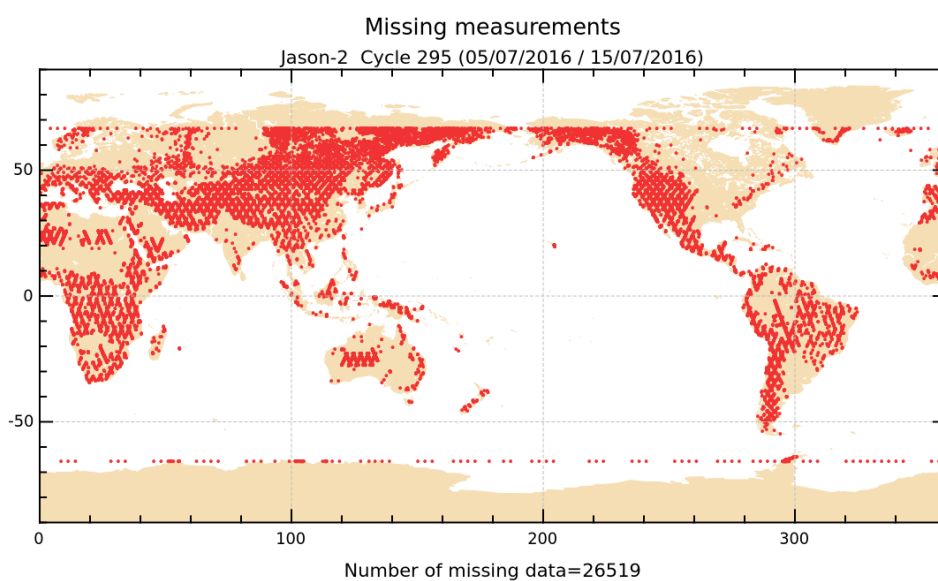 Missing measurements
Jason-2 Cycle 295 (05/07/2016 / 15/07/2016)
50
0
-50
0 100 200 300
Number of missing data=26519